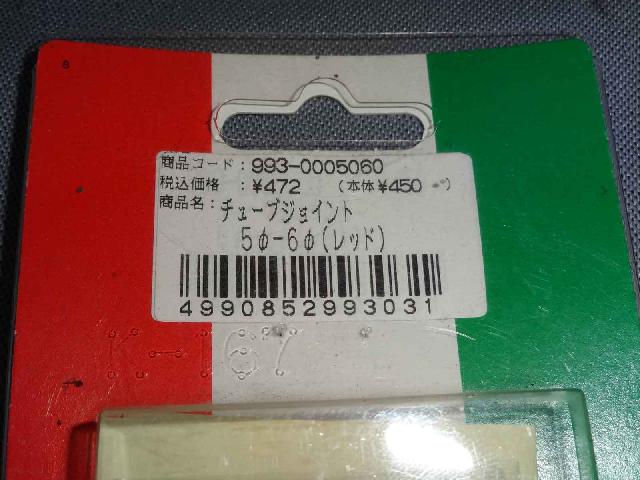 商品コード：993-0005060
税込価格 ：¥472 （本体¥450 ）
商品名：チューブジョイント
5φ-6φ(レッド)
4990852993031